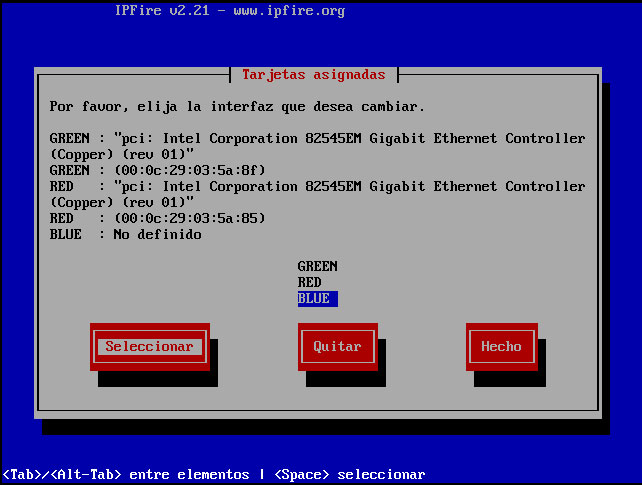 IPFire v2.21 - www.ipfire.org
Tarjetas asignadas
Por favor, elija la interfaz que desea cambiar.
GREEN : "pci: Intel Corporation 82545EM Gigabit Ethernet Controller
(Copper) (rev 01)"
GREEN : (00:0c:29:03:5a:8f)
RED : "pci: Intel Corporation 82545EM Gigabit Ethernet Controller
(Copper) (rev 01)"
RED : (00:0c:29:03:5a:85)
BLUE : No definido
GREEN
RED
BLUE
Seleccionar Quitar Hecho
<Tab>/<Alt-Tab> entre elementos | <Space> seleccionar